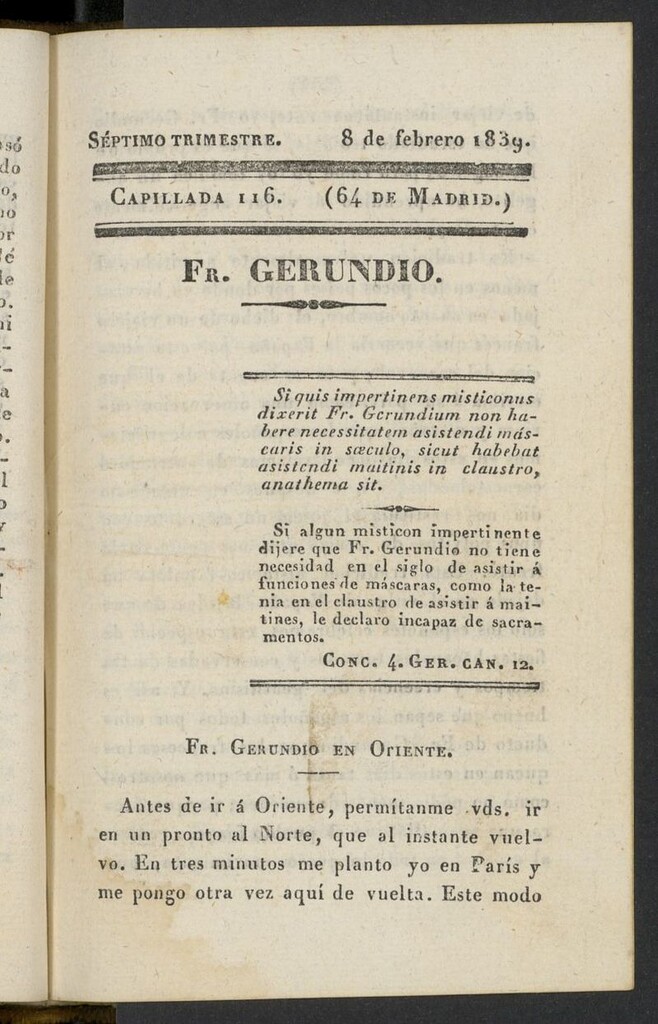 SÉPTIMO TRIMESTRE. 8 de febrero 1839.
CAPILLADA 116. (64 DE MADRID.)
FR. GERUNDIO.
Si quis impertinens misticonus
dixerit Fr. Gerundium non ha-
bere necessitatem asistendi más-
caris in sæculo, sicut habebat
asistendi maitinis in claustro,
anathema sit.
Si algun misticon impertinente
dijere que Fr. Gerundio no tiene
necesidad en el siglo de asistir á
funciones de máscaras, como la te-
nia en el claustro de asistir á mai-
tines, le declaro incapaz de sacra-
mentos.
CONC. 4. GER. CAN. 12.
FR. GERUNDIO EN ORIENTE.
Antes de ir á Oriente, permítanme vds. ir
en un pronto al Norte, que al instante vuel-
vo. En tres minutos me planto yo en París y
me pongo otra vez aquí de vuelta. Este modo